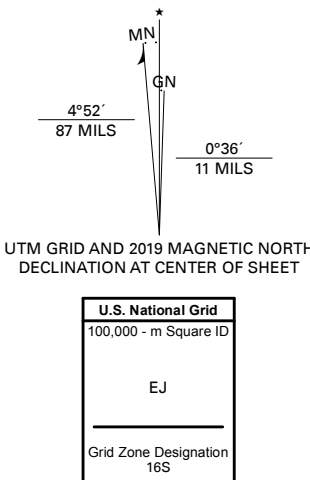 ★
MN
GN
4°52´
87 MILS
0°36´
11 MILS
UTM GRID AND 2019 MAGNETIC NORTH
DECLINATION AT CENTER OF SHEET
U.S. National Grid
100,000 - m Square ID
EJ
Grid Zone Designation
16S